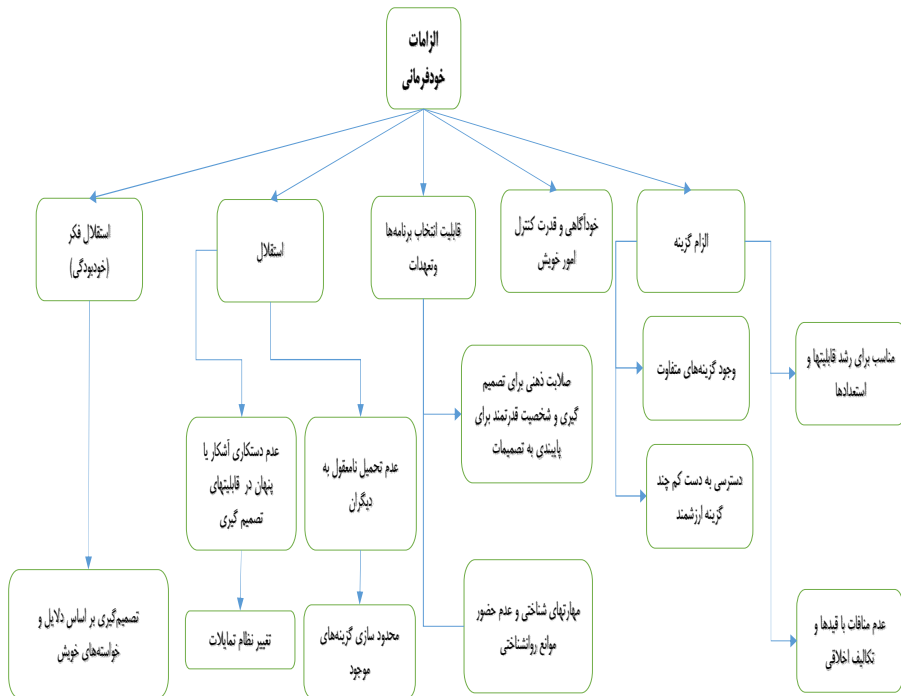 الزامات
خودفرمانی
الزام گزینه
خودآگاهی و قدرت کنترل
امور خویش
قابلیت انتخاب برنامه‌ها
وتعهدات
استقلال
استقلال فکر
(خودبودگی)
مناسب برای رشد قابلیتها و
استعدادها
وجود گزینه‌های متفاوت
صلابت ذهنی برای تصمیم
گیری و شخصیت قدرتمند برای
پایبندی به تصمیمات
دسترسی به دست کم چند
گزینه ارزشمند
عدم تحمیل نامعقول به
دیگران
عدم دستکاری آشکار یا
پنهان در قابلیتهای
تصمیم گیری
عدم منافات با قیدها و
تکالیف اخلاقی
مهارتهای شناختی و عدم حضور
موانع روانشناختی
محدود سازی گزینه‌های
موجود
تغییر نظام تمایلات
تصمیم‌گیری بر اساس دلایل و
خواسته‌های خویش